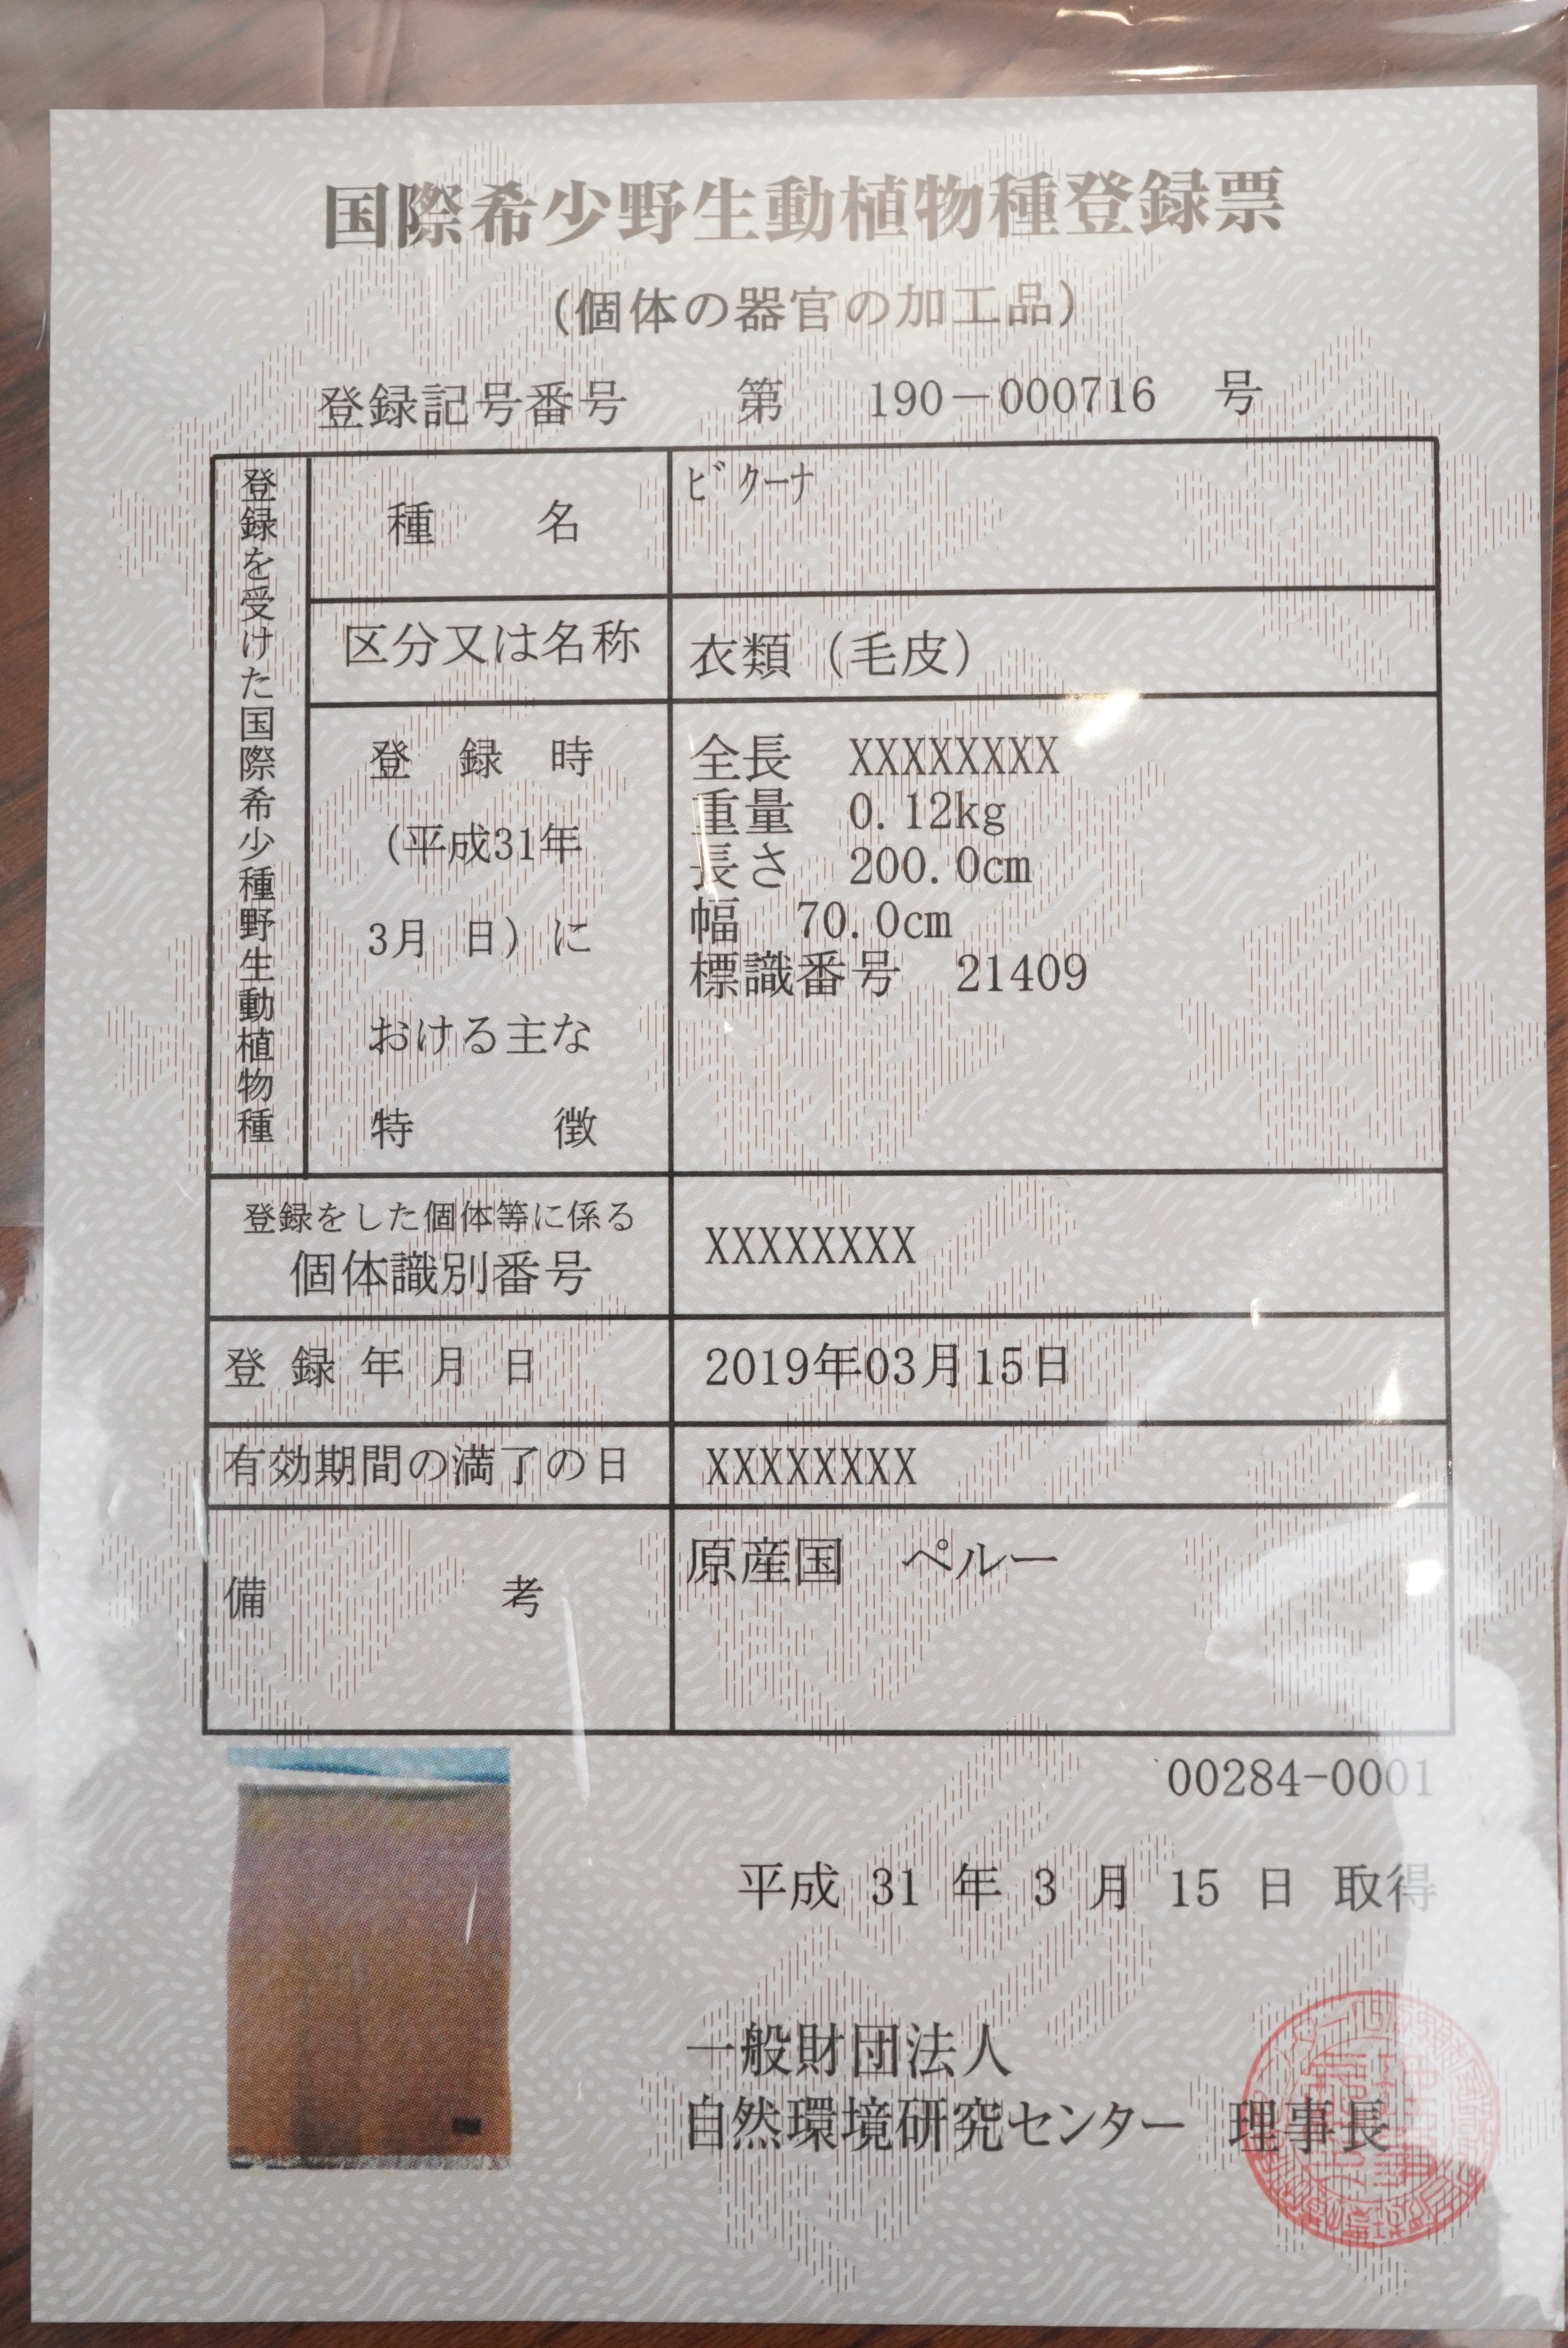 国際希少野生動植物種登録票
(個体の器官の加工品)
登録記号番号 第 190－000716 号
登録を受けた国際希少種野生動植物種
種 名 ﾋﾞｸｰﾅ
区分又は名称 衣類（毛皮）
登 録 時
(平成31年
3月 日）に
おける主な
特 徴
全長 XXXXXXXX
重量 0.12kg
長さ 200.0cm
幅 70.0cm
標識番号 21409
登録をした個体等に係る
個体識別番号 XXXXXXXX
登 録 年 月 日 2019年03月15日
有効期間の満了の日 XXXXXXXX
備 考 原産国 ペルー
00284-0001
平成 31 年 3 月 15 日 取得
一般財団法人
自然環境研究センター 理事長